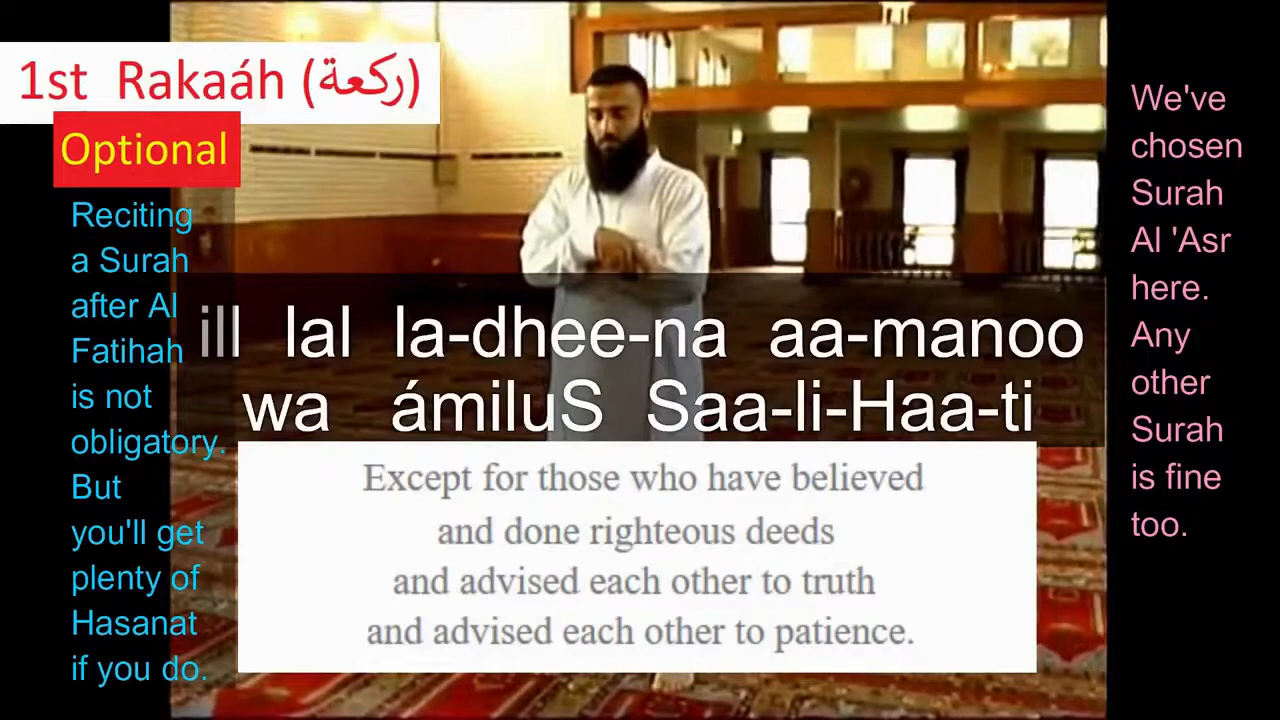 1st Rakaáh (ركعة)
Optional
Reciting
a Surah
after Al
Fatihah
is not
obligatory.
But
you'll get
plenty of
Hasanat
if you do.
ill lal la-dhee-na aa-manoo
wa ámiluS Saa-li-Haa-ti
Except for those who have believed
and done righteous deeds
and advised each other to truth
and advised each other to patience.
We've
chosen
Surah
Al 'Asr
here.
Any
other
Surah
is fine
too.